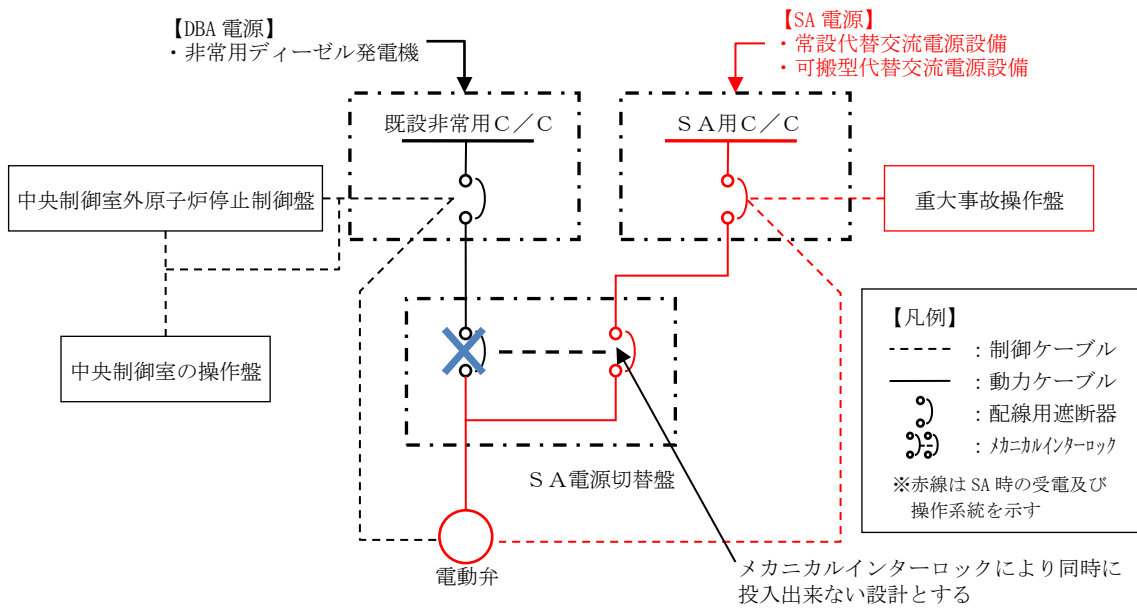 【DBA 電源】
・非常用ディーゼル発電機
【SA 電源】
・常設代替交流電源設備
・可搬型代替交流電源設備
既設非常用Ｃ／Ｃ
ＳＡ用Ｃ／Ｃ
中央制御室外原子炉停止制御盤
重大事故操作盤
中央制御室の操作盤
【凡例】
：制御ケーブル
：動力ケーブル
：配線用遮断器
：ﾒｶﾆｶﾙｲﾝﾀｰﾛｯｸ
※赤線は SA 時の受電及び
操作系統を示す
ＳＡ電源切替盤
電動弁
メカニカルインターロックにより同時に
投入出来ない設計とする